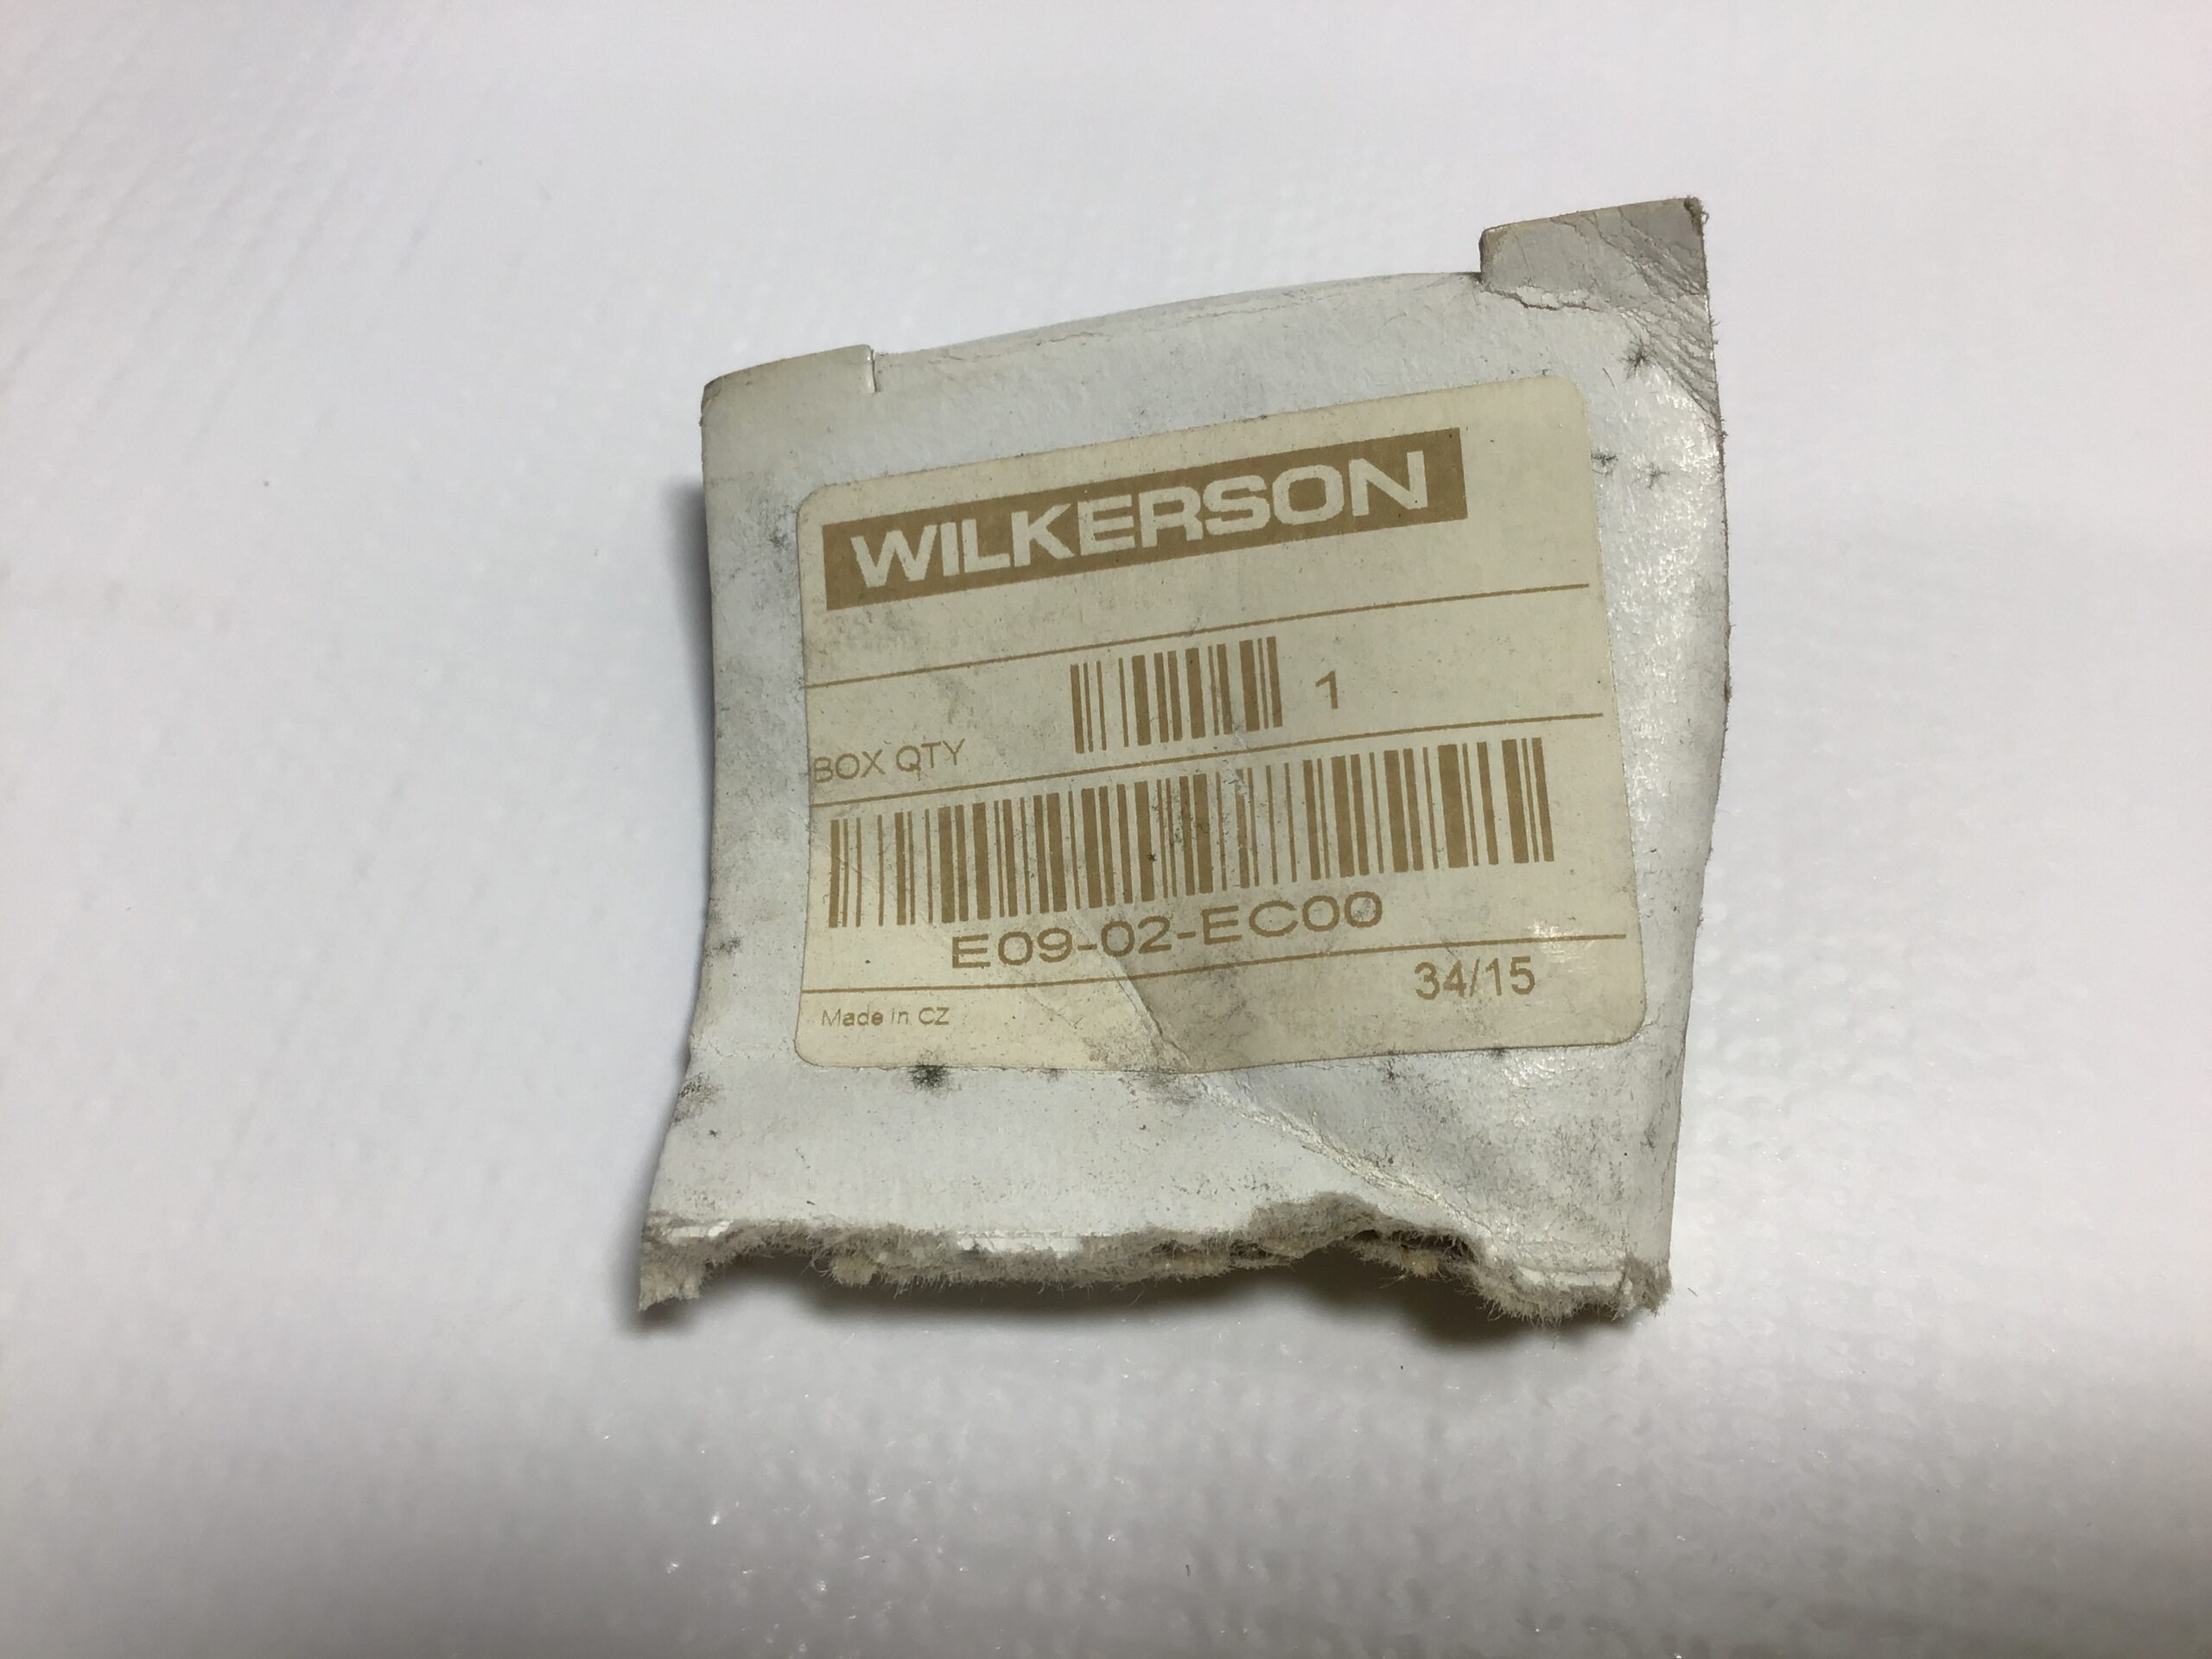 WILKERSON
1
BOX QTY
E09-02-EC00
34/15
Made in CZ